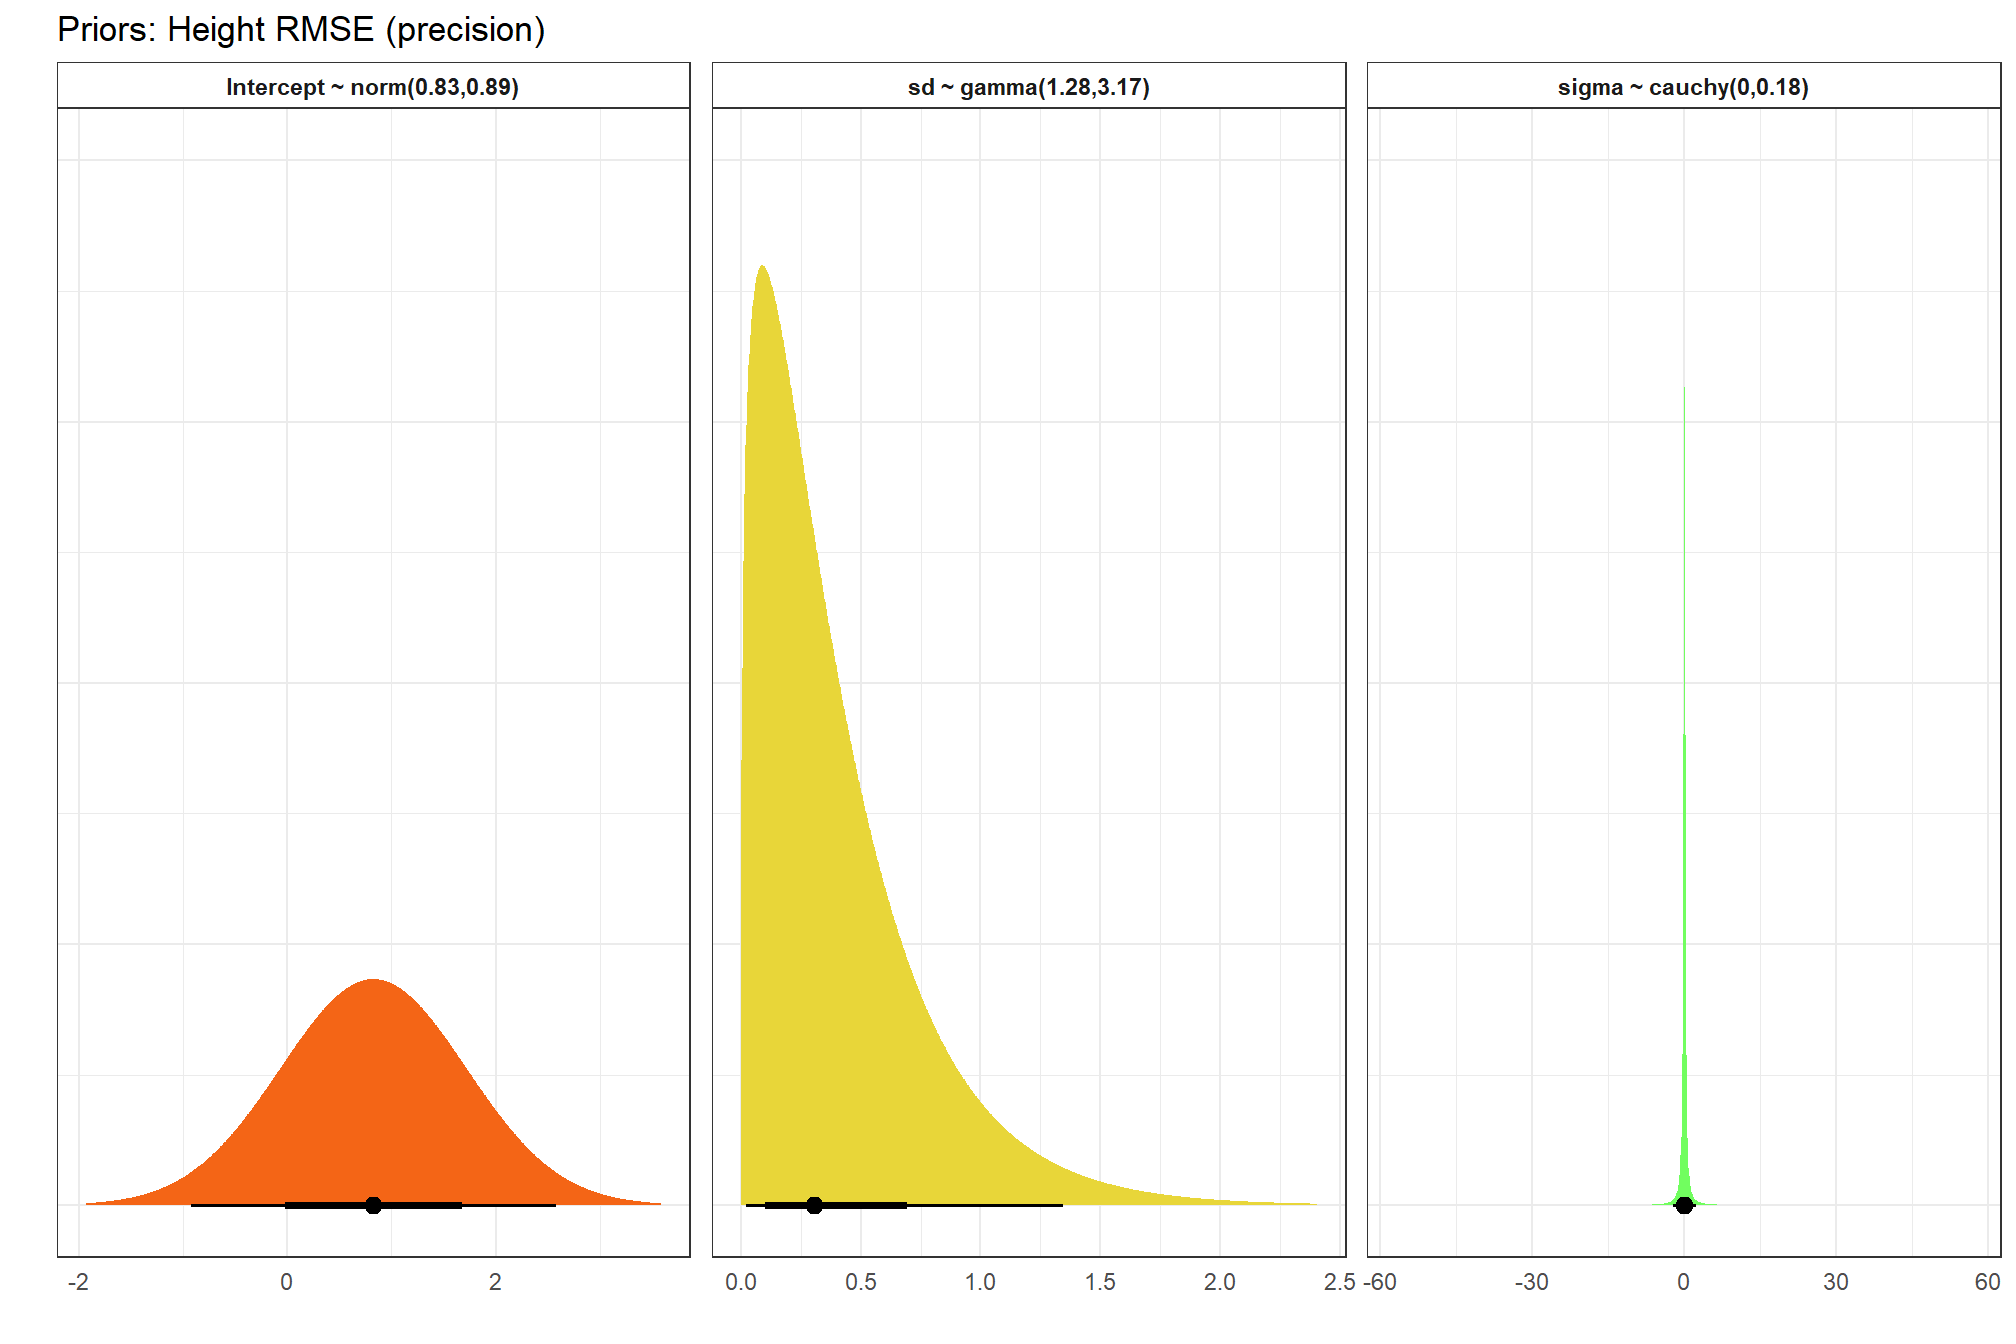 Priors: Height RMSE (precision)
Intercept ~ norm(0.83,0.89)
sd ~ gamma(1.28,3.17)
sigma ~ cauchy(0,0.18)
-2 0 2
0.0 0.5 1.0 1.5 2.0 2.5
-60 -30 0 30 60